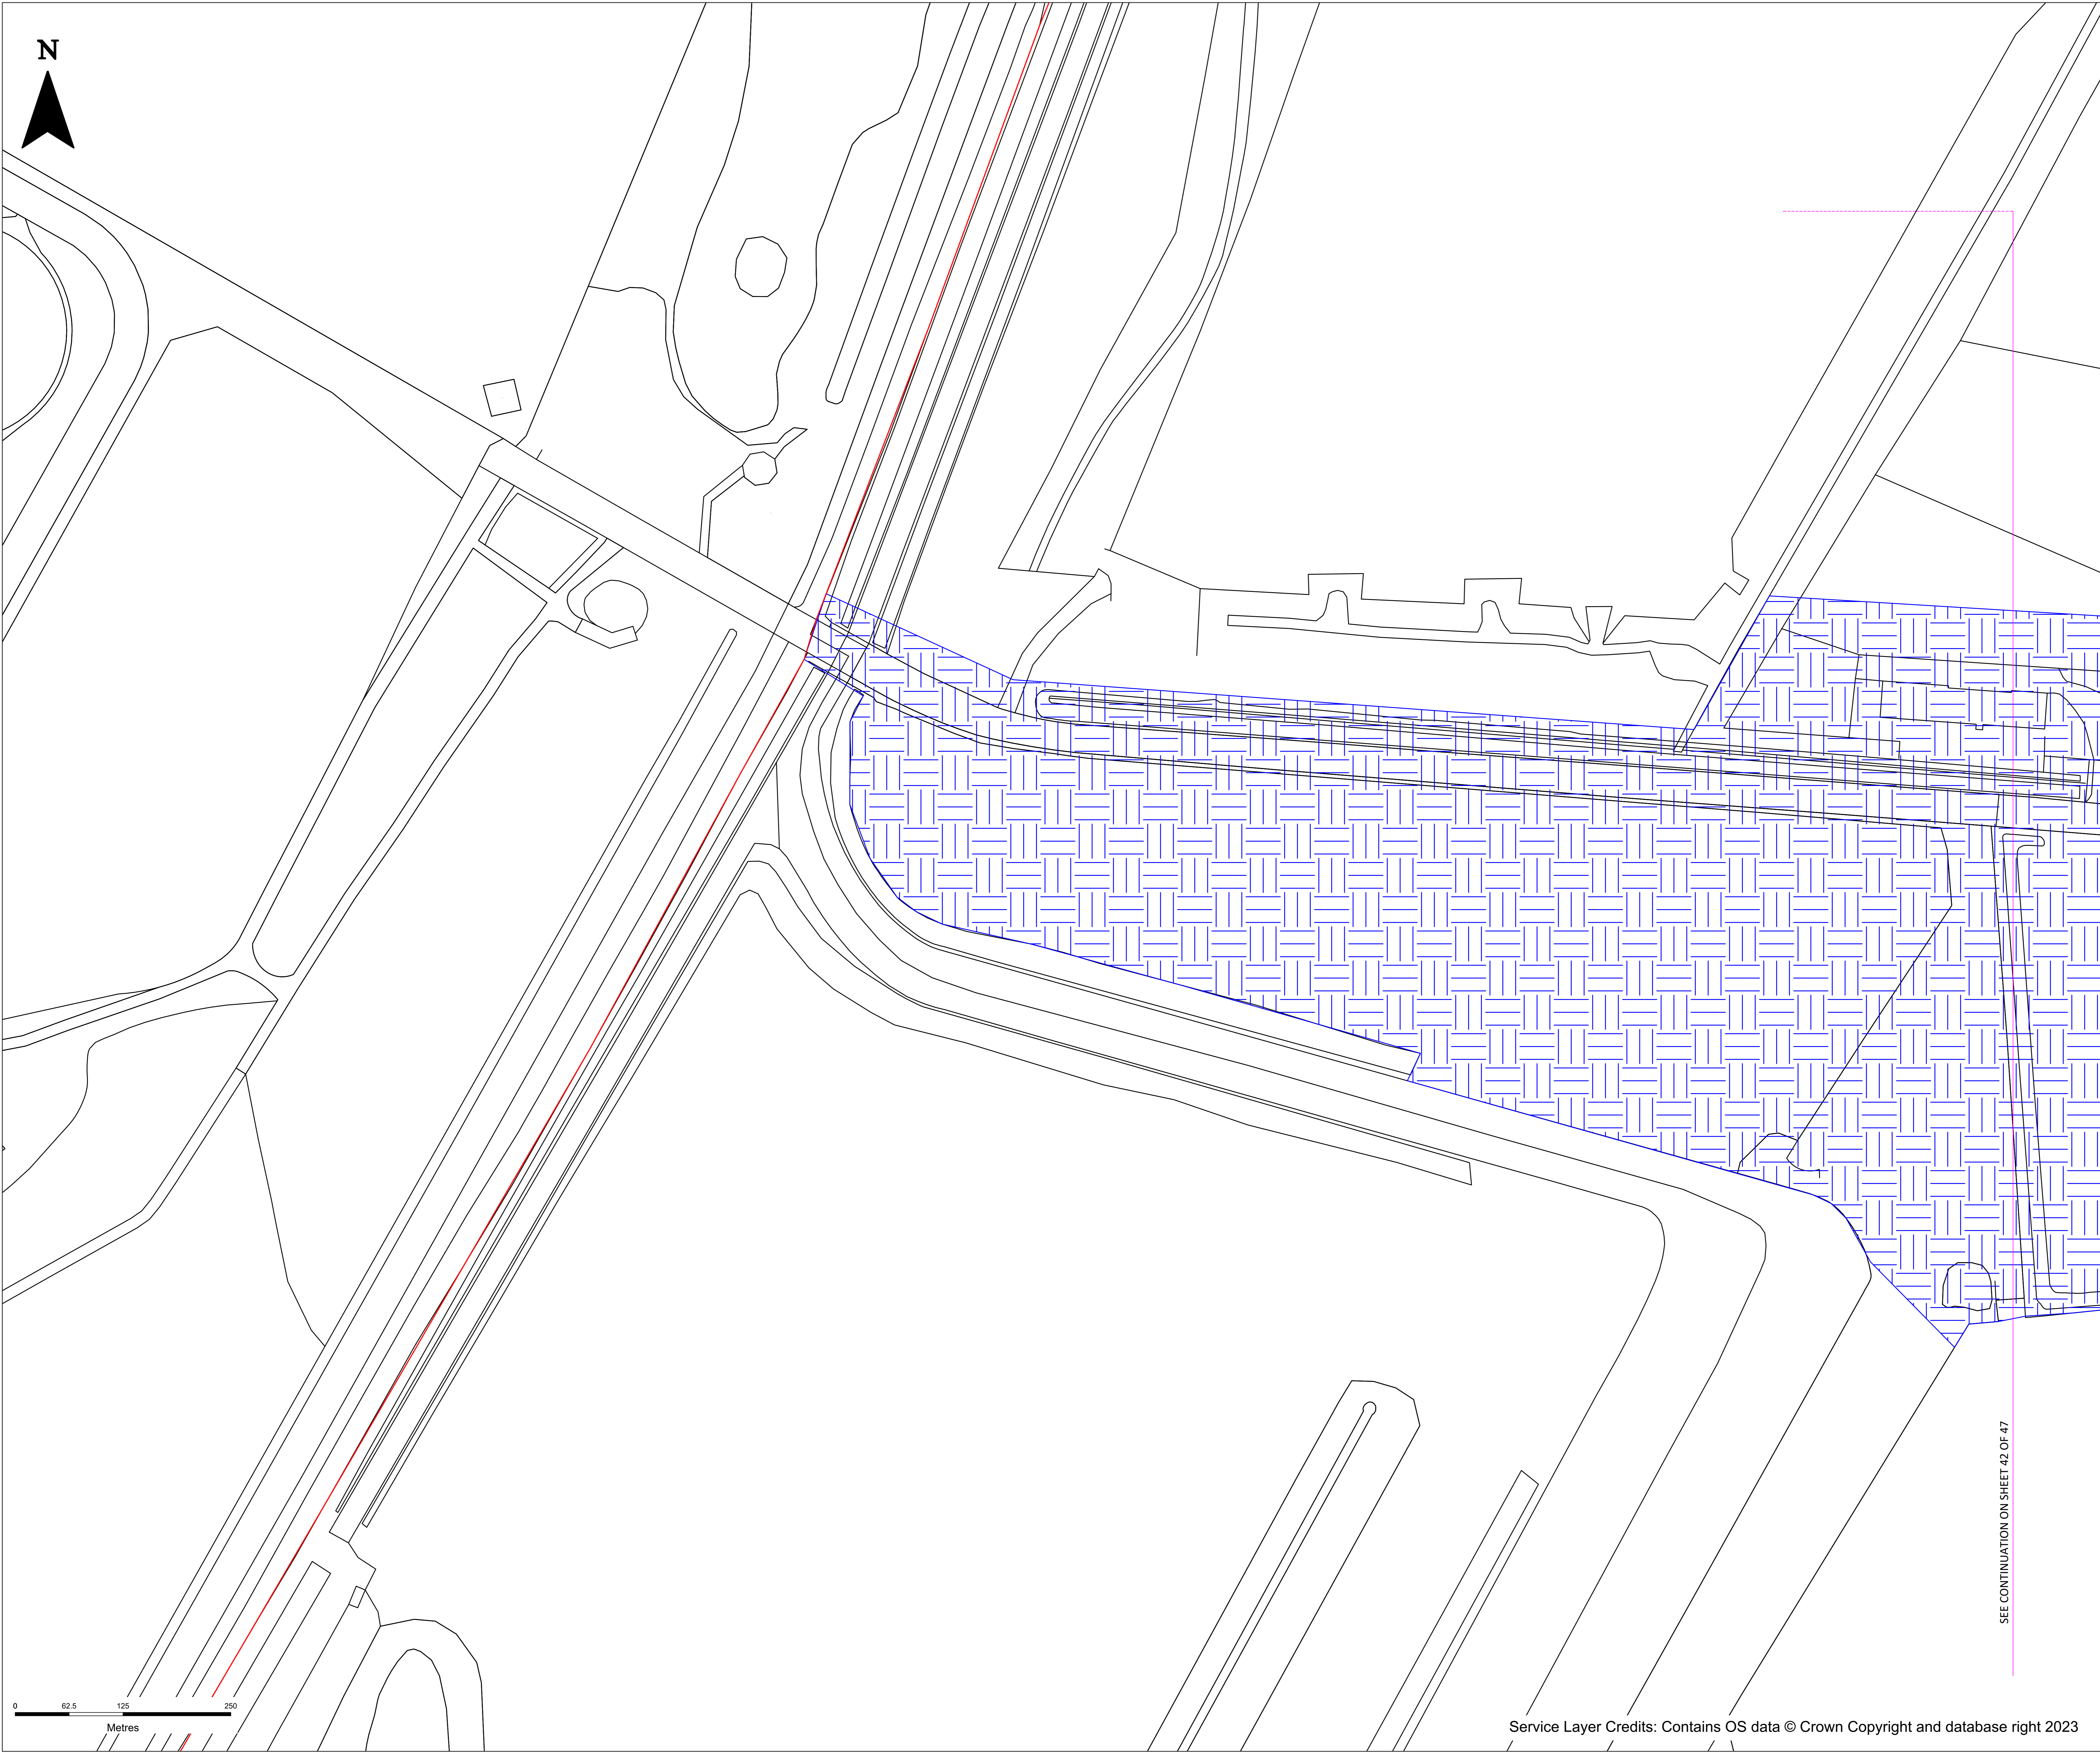 N
SEE CONTINUATION ON SHEET 42 OF 47
0 62.5 125 250
Metres
Service Layer Credits: Contains OS data © Crown Copyright and database right 2023